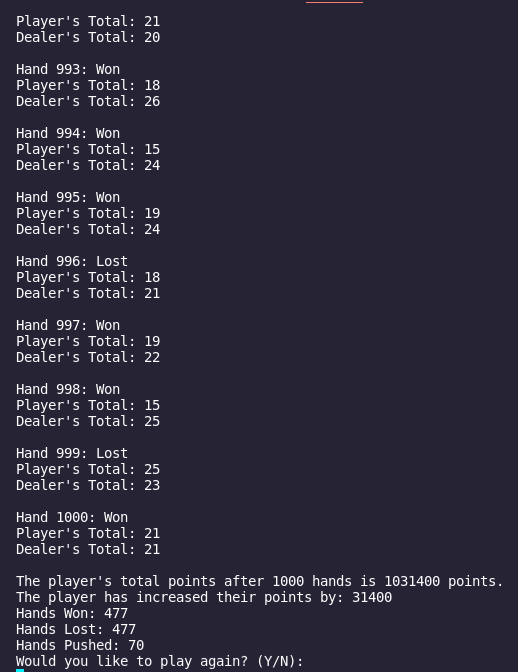 Player's Total: 21
Dealer's Total: 20
Hand 993: Won
Player's Total: 18
Dealer's Total: 26
Hand 994: Won
Player's Total: 15
Dealer's Total: 24
Hand 995: Won
Player's Total: 19
Dealer's Total: 24
Hand 996: Lost
Player's Total: 18
Dealer's Total: 21
Hand 997: Won
Player's Total: 19
Dealer's Total: 22
Hand 998: Won
Player's Total: 15
Dealer's Total: 25
Hand 999: Lost
Player's Total: 25
Dealer's Total: 23
Hand 1000: Won
Player's Total: 21
Dealer's Total: 21
The player's total points after 1000 hands is 1031400 points.
The player has increased their points by: 31400
Hands Won: 477
Hands Lost: 477
Hands Pushed: 70
Would you like to play again? (Y/N):